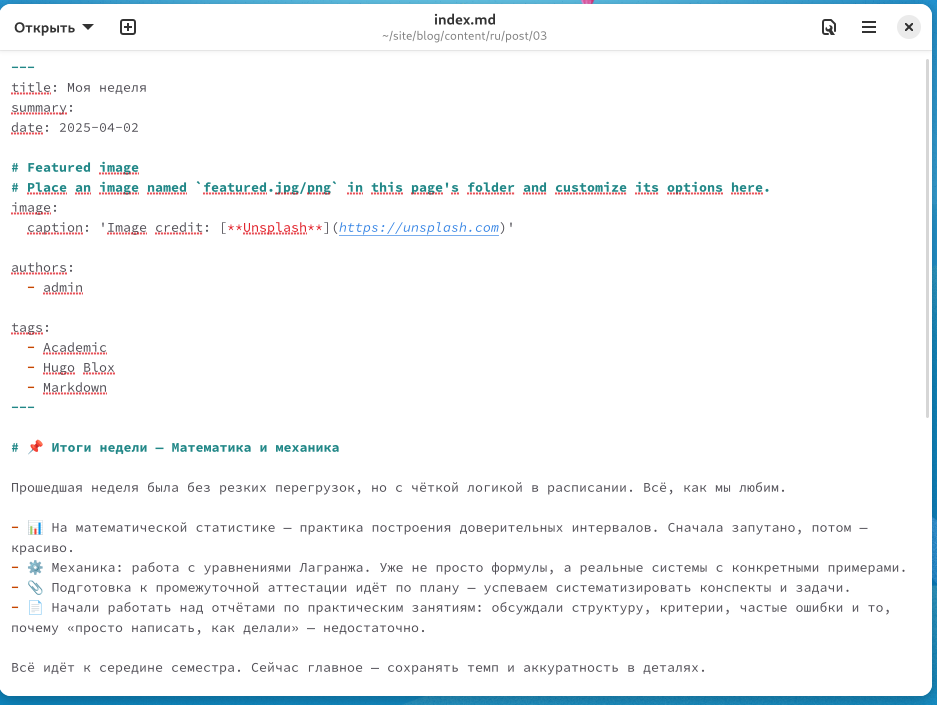 Открыть
index.md
~/site/blog/content/ru/post/03
---
title: Моя неделя
summary:
date: 2025-04-02
# Featured image
# Place an image named `featured.jpg/png` in this page's folder and customize its options here.
image:
  caption: 'Image credit: [**Unsplash**](https://unsplash.com)'
authors:
  - admin
tags:
  - Academic
  - Hugo Blox
  - Markdown
---
# 📌 Итоги недели — Математика и механика
Прошедшая неделя была без резких перегрузок, но с чёткой логикой в расписании. Всё, как мы любим.
- 📊 На математической статистике — практика построения доверительных интервалов. Сначала запутано, потом —
красиво.
- ⚙️ Механика: работа с уравнениями Лагранжа. Уже не просто формулы, а реальные системы с конкретными примерами.
- 📎 Подготовка к промежуточной аттестации идёт по плану — успеваем систематизировать конспекты и задачи.
- 📄 Начали работать над отчётами по практическим занятиям: обсуждали структуру, критерии, частые ошибки и то,
почему «просто написать, как делали» — недостаточно.
Всё идёт к середине семестра. Сейчас главное — сохранять темп и аккуратность в деталях.